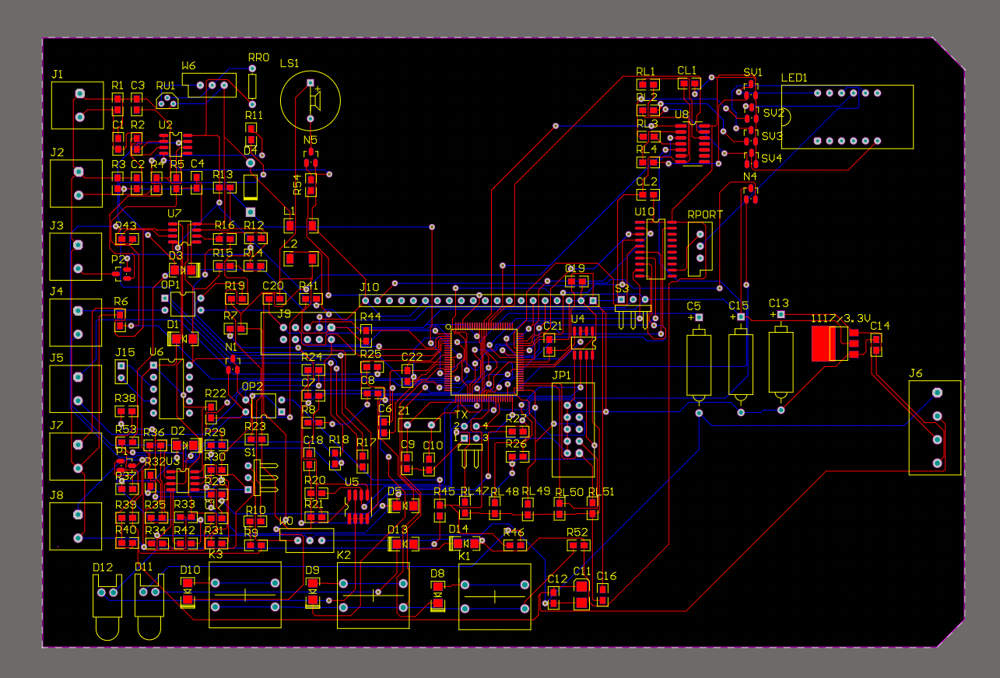 RRO
LS1
W6
J1
R1
C3
RU1
RL1
CL1
SV1
LED1
RL2
SV2
U8
C1
R2
U2
R11
RL3
SV3
N5
D4
J2
RL4
SV4
R3
C2
R4
R5
C4
R13
R54
N4
CL2
U7
L1
U10
RPORT
J3
R43
R16
R12
L2
D3
R15
R14
P2
OP1
J4
R19
C20
R41
J10
C19
S3
R6
D1
R7
J9
R44
C21
U4
C5
C15
C13
+
+
+
1117/3.3V
C14
J5
J15
U6
N1
R24
R25
C22
JP1
J6
R38
R22
OP2
C7
C8
R8
C6
Z1
TX
2
4
1
3
R27
J7
R53
R36
D2
R29
R23
P1
R32
U3
R30
S1
C18
R18
R17
C9
C10
R26
R37
R28
R20
U5
J8
R39
R35
R33
C17
R10
R21
D5
R45
RL47
RL48
RL49
RL50
RL51
R40
R34
R42
R31
R9
W0
D13
D14
R46
R52
D12
D11
D10
K3
D9
K2
D8
K1
C12
C11
C16